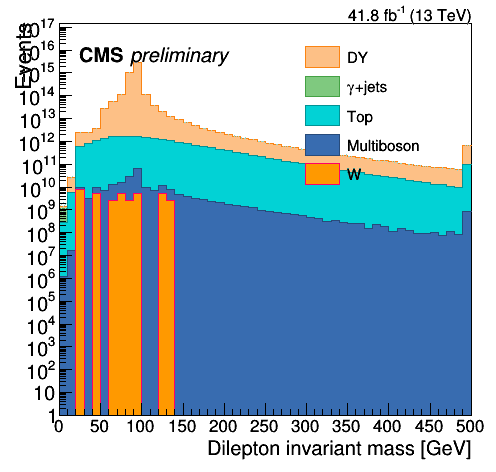 41.8 fb⁻¹ (13 TeV)
Events
CMS preliminary
DY
γ+jets
Top
Multiboson
W
10¹⁷
10¹⁶
10¹⁵
10¹⁴
10¹³
10¹²
10¹¹
10¹⁰
10⁹
10⁸
10⁷
10⁶
10⁵
10⁴
10³
10²
10
1
0 50 100 150 200 250 300 350 400 450 500
Dilepton invariant mass [GeV]